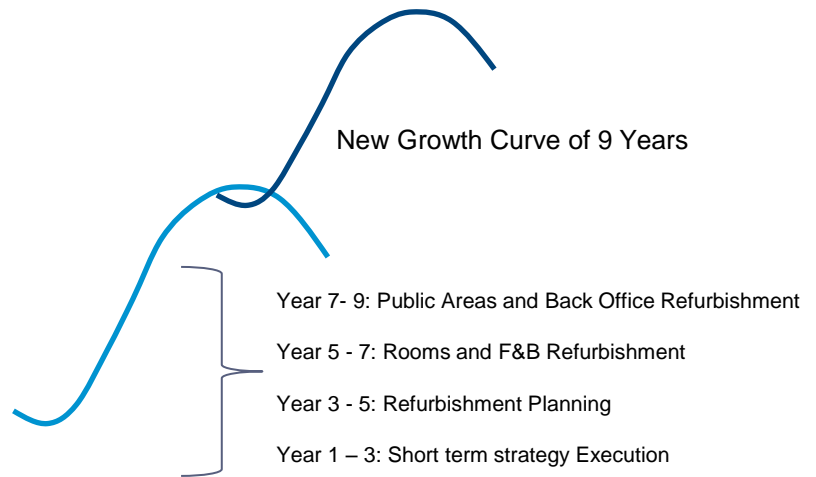 New Growth Curve of 9 Years
Year 7- 9: Public Areas and Back Office Refurbishment
Year 5 - 7: Rooms and F&B Refurbishment
Year 3 - 5: Refurbishment Planning
Year 1 – 3: Short term strategy Execution